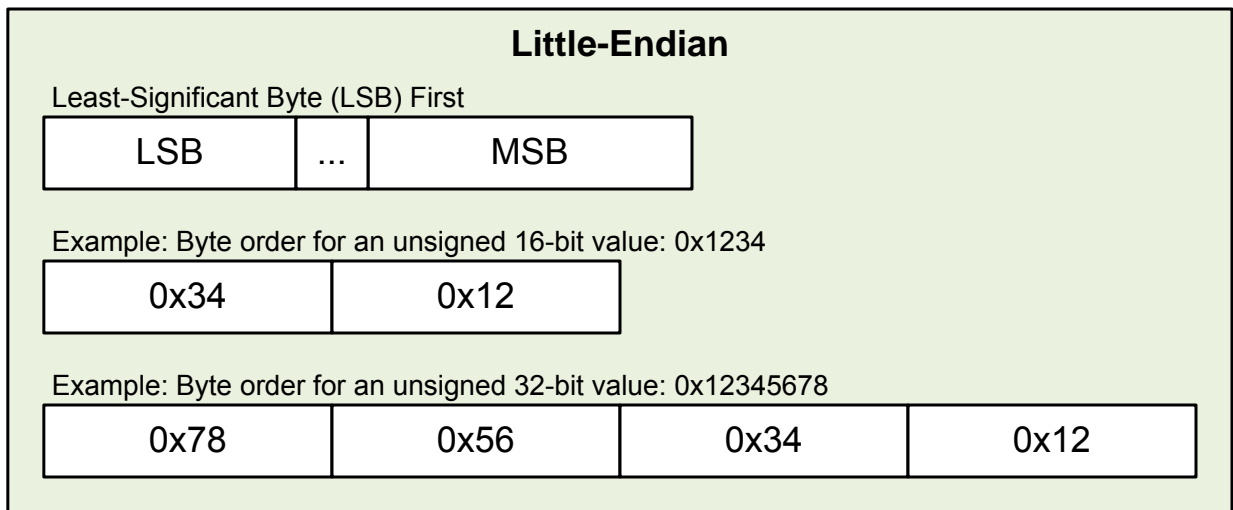 Little-Endian
Least-Significant Byte (LSB) First
LSB ... MSB
Example: Byte order for an unsigned 16-bit value: 0x1234
0x34 0x12
Example: Byte order for an unsigned 32-bit value: 0x12345678
0x78 0x56 0x34 0x12